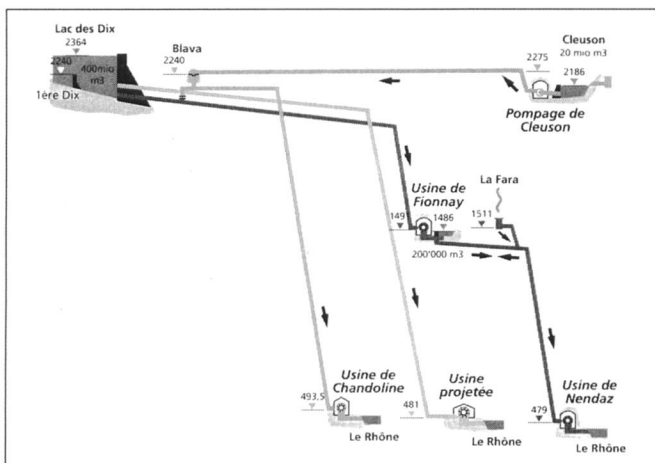 Lac des Dix
2364
2240
400mio
m3
1ère Dix
Blava
2240
Cleuson
20 mio m3
2275
2186
Pompage de
Cleuson
La Fara
Usine de
Fionnay
149
1486
1511
200'000 m3
Usine de
Chandoline
493,5
Le Rhône
Usine
projetée
481
Le Rhône
Usine de
Nendaz
479
Le Rhône